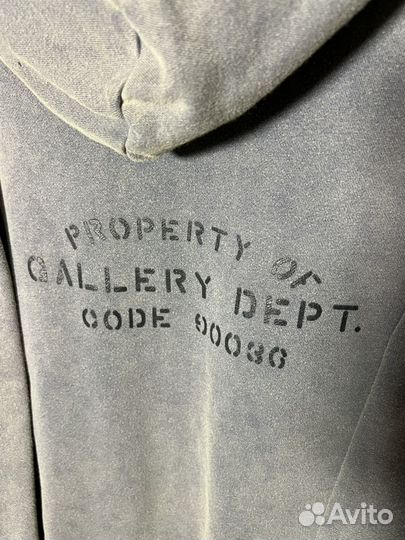 PROPERTY OF
GALLERY DEPT.
CODE 90036
Avito